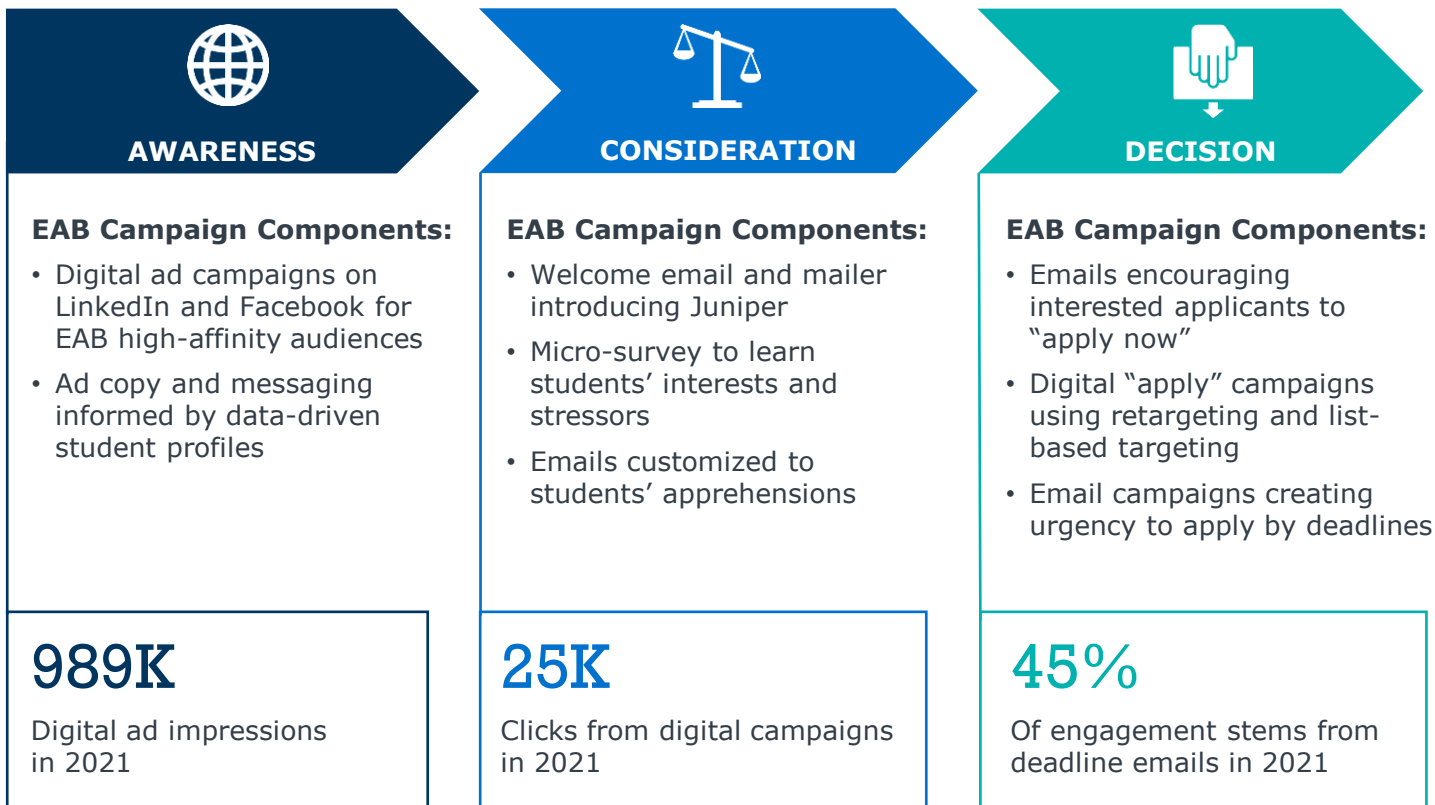 AWARENESS
EAB Campaign Components:
• Digital ad campaigns on
LinkedIn and Facebook for
EAB high-affinity audiences
• Ad copy and messaging
informed by data-driven
student profiles
989K
Digital ad impressions
in 2021
CONSIDERATION
EAB Campaign Components:
• Welcome email and mailer
introducing Juniper
• Micro-survey to learn
students’ interests and
stressors
• Emails customized to
students’ apprehensions
25K
Clicks from digital campaigns
in 2021
DECISION
EAB Campaign Components:
• Emails encouraging
interested applicants to
“apply now”
• Digital “apply” campaigns
using retargeting and list-
based targeting
• Email campaigns creating
urgency to apply by deadlines
45%
Of engagement stems from
deadline emails in 2021